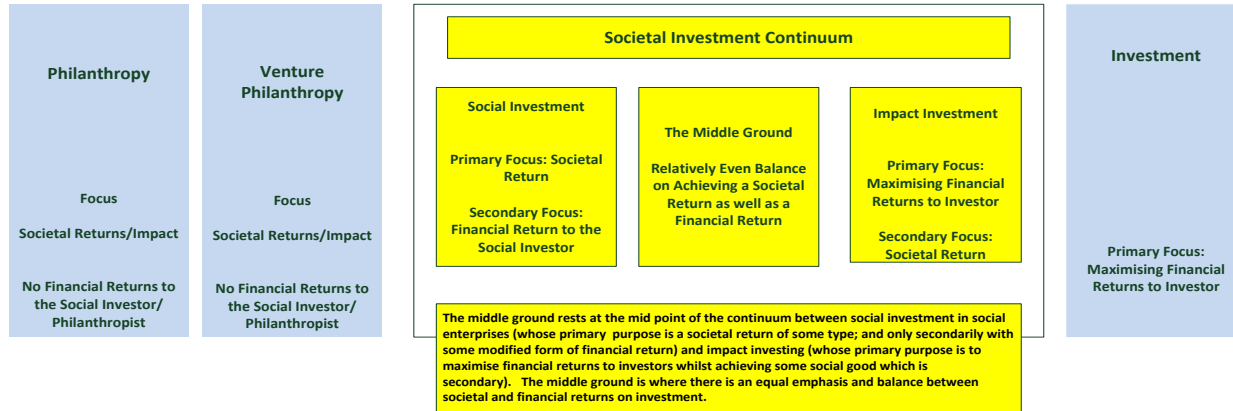 Philanthropy
Focus
Societal Returns/Impact
No Financial Returns to
the Social Investor/
Philanthropist
Venture
Philanthropy
Focus
Societal Returns/Impact
No Financial Returns to
the Social Investor/
Philanthropist
Societal Investment Continuum
Social Investment
Primary Focus: Societal
Return
Secondary Focus:
Financial Return to the
Social Investor
The Middle Ground
Relatively Even Balance
on Achieving a Societal
Return as well as a
Financial Return
Impact Investment
Primary Focus:
Maximising Financial
Returns to Investor
Secondary Focus:
Societal Return
The middle ground rests at the mid point of the continuum between social investment in social
enterprises (whose primary purpose is a societal return of some type; and only secondarily with
some modified form of financial return) and impact investing (whose primary purpose is to
maximise financial returns to investors whilst achieving some social good which is
secondary). The middle ground is where there is an equal emphasis and balance between
societal and financial returns on investment.
Investment
Primary Focus:
Maximising Financial
Returns to Investor